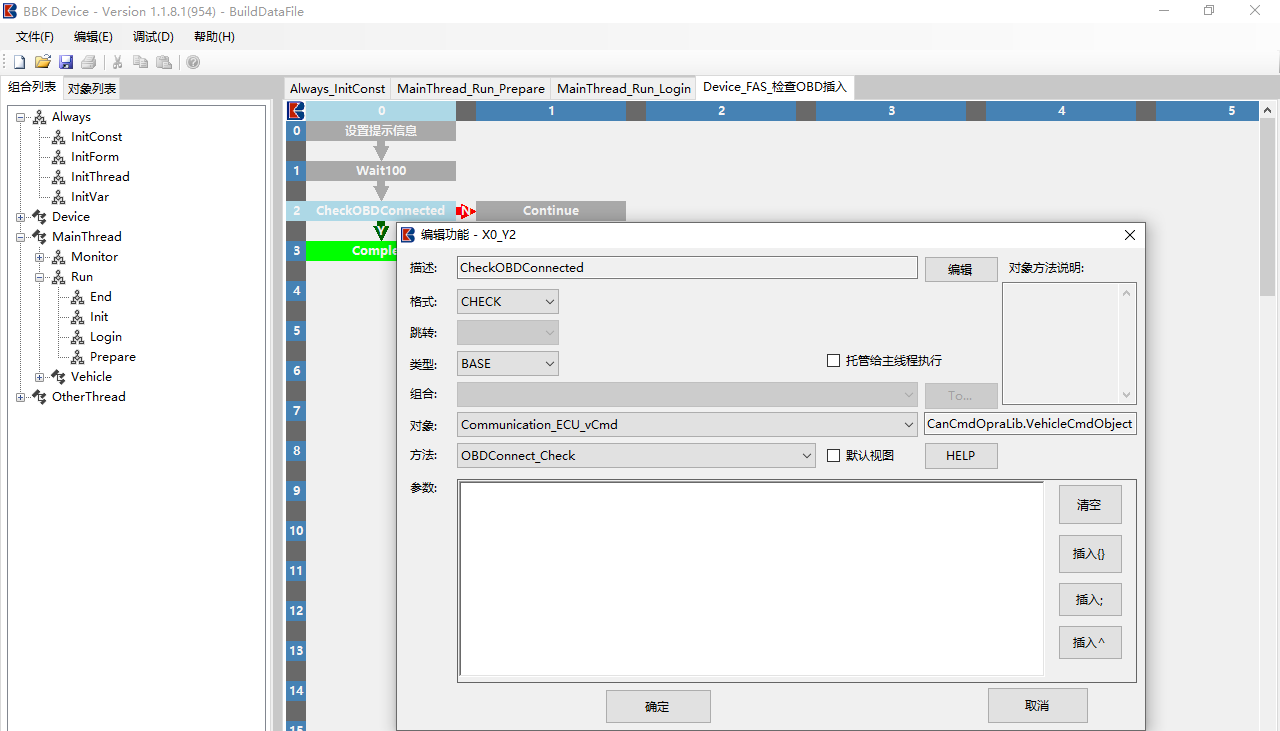 BBK Device - Version 1.1.8.1(954) - BuildDataFile
文件(F) 编辑(E) 调试(D) 帮助(H)
组合列表 对象列表
Always
InitConst
InitForm
InitThread
InitVar
Device
MainThread
Monitor
Run
End
Init
Login
Prepare
Vehicle
OtherThread
Always_InitConst MainThread_Run_Prepare MainThread_Run_Login Device_FAS_检查OBD插入
0 1 2 3 4 5
0 设置提示信息
1 Wait100
2 CheckOBDConnected N Continue
Y
3 Comple
4
5
6
7
8
9
10
11
12
13
14
15
编辑功能 - X0_Y2
描述: CheckOBDConnected 编辑 对象方法说明:
格式: CHECK
跳转:
类型: BASE 托管给主线程执行
组合: To...
对象: Communication_ECU_vCmd CanCmdOpraLib.VehicleCmdObject
方法: OBDConnect_Check 默认视图 HELP
参数:
清空
插入{}
插入;
插入^
确定 取消